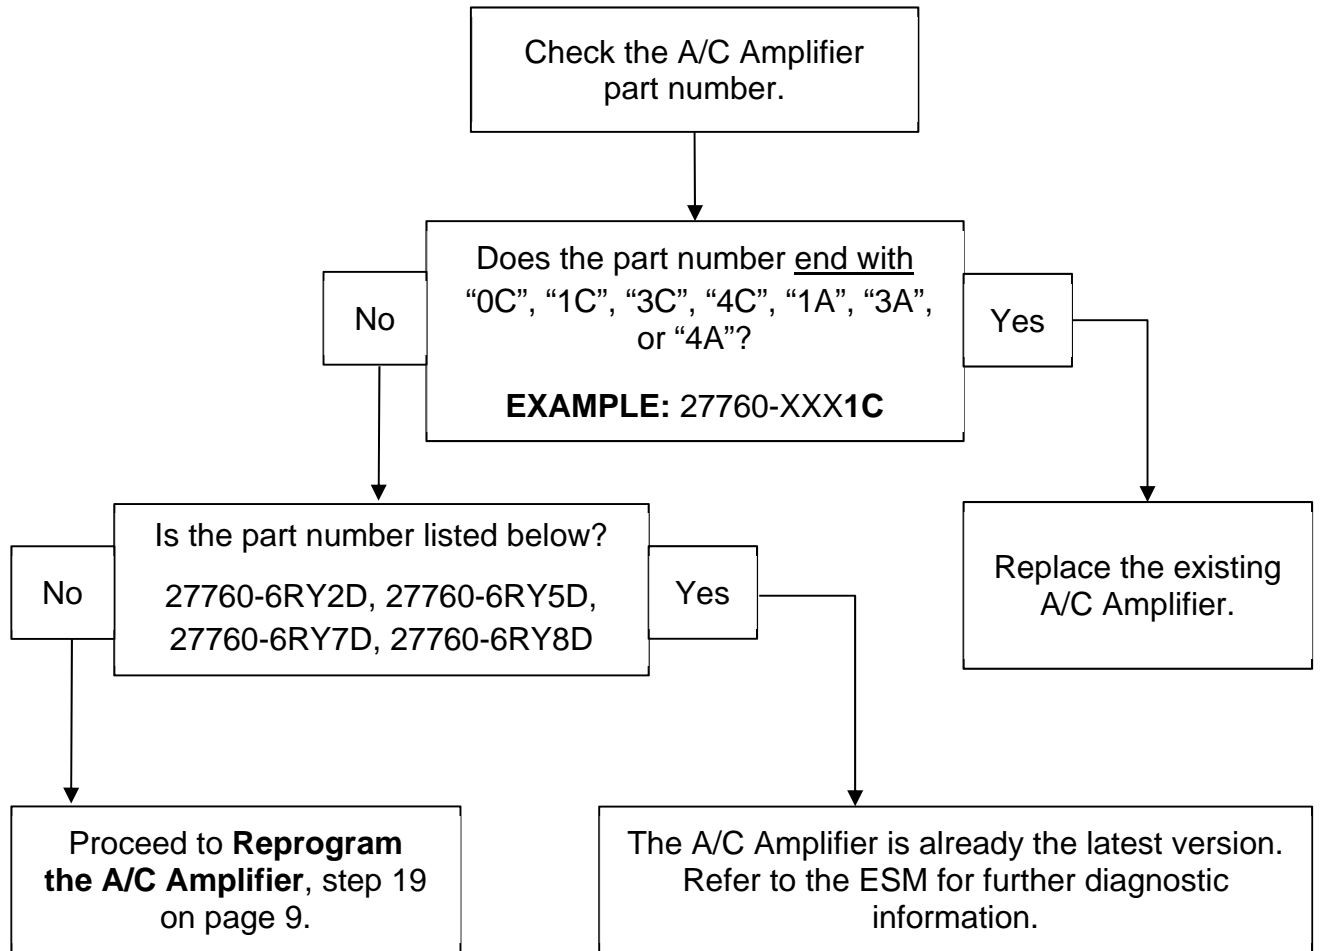 Check the A/C Amplifier
part number.
Does the part number end with
“0C”, “1C”, “3C”, “4C”, “1A”, “3A”,
or “4A”?
EXAMPLE: 27760-XXX1C
No
Yes
Is the part number listed below?
27760-6RY2D, 27760-6RY5D,
27760-6RY7D, 27760-6RY8D
No
Yes
Replace the existing
A/C Amplifier.
Proceed to Reprogram
the A/C Amplifier, step 19
on page 9.
The A/C Amplifier is already the latest version.
Refer to the ESM for further diagnostic
information.